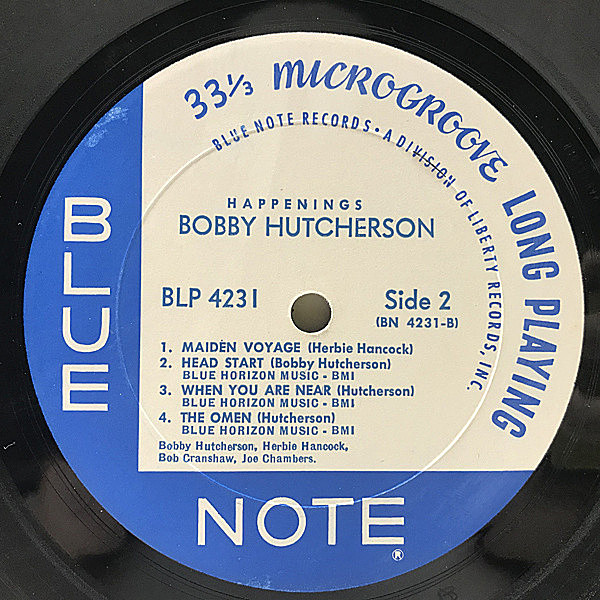 33⅓ MICROGROOVE LONG PLAYING
BLUE NOTE RECORDS • A DIVISION OF LIBERTY RECORDS, INC.
HAPPENINGS
BOBBY HUTCHERSON
BLP 4231 Side 2
(BN 4231-B)
1. MAIDEN VOYAGE (Herbie Hancock)
2. HEAD START (Bobby Hutcherson)
BLUE HORIZON MUSIC - BMI
3. WHEN YOU ARE NEAR (Hutcherson)
BLUE HORIZON MUSIC - BMI
4. THE OMEN (Hutcherson)
BLUE HORIZON MUSIC - BMI
Bobby Hutcherson, Herbie Hancock,
Bob Cranshaw, Joe Chambers.
BLUE
NOTE®